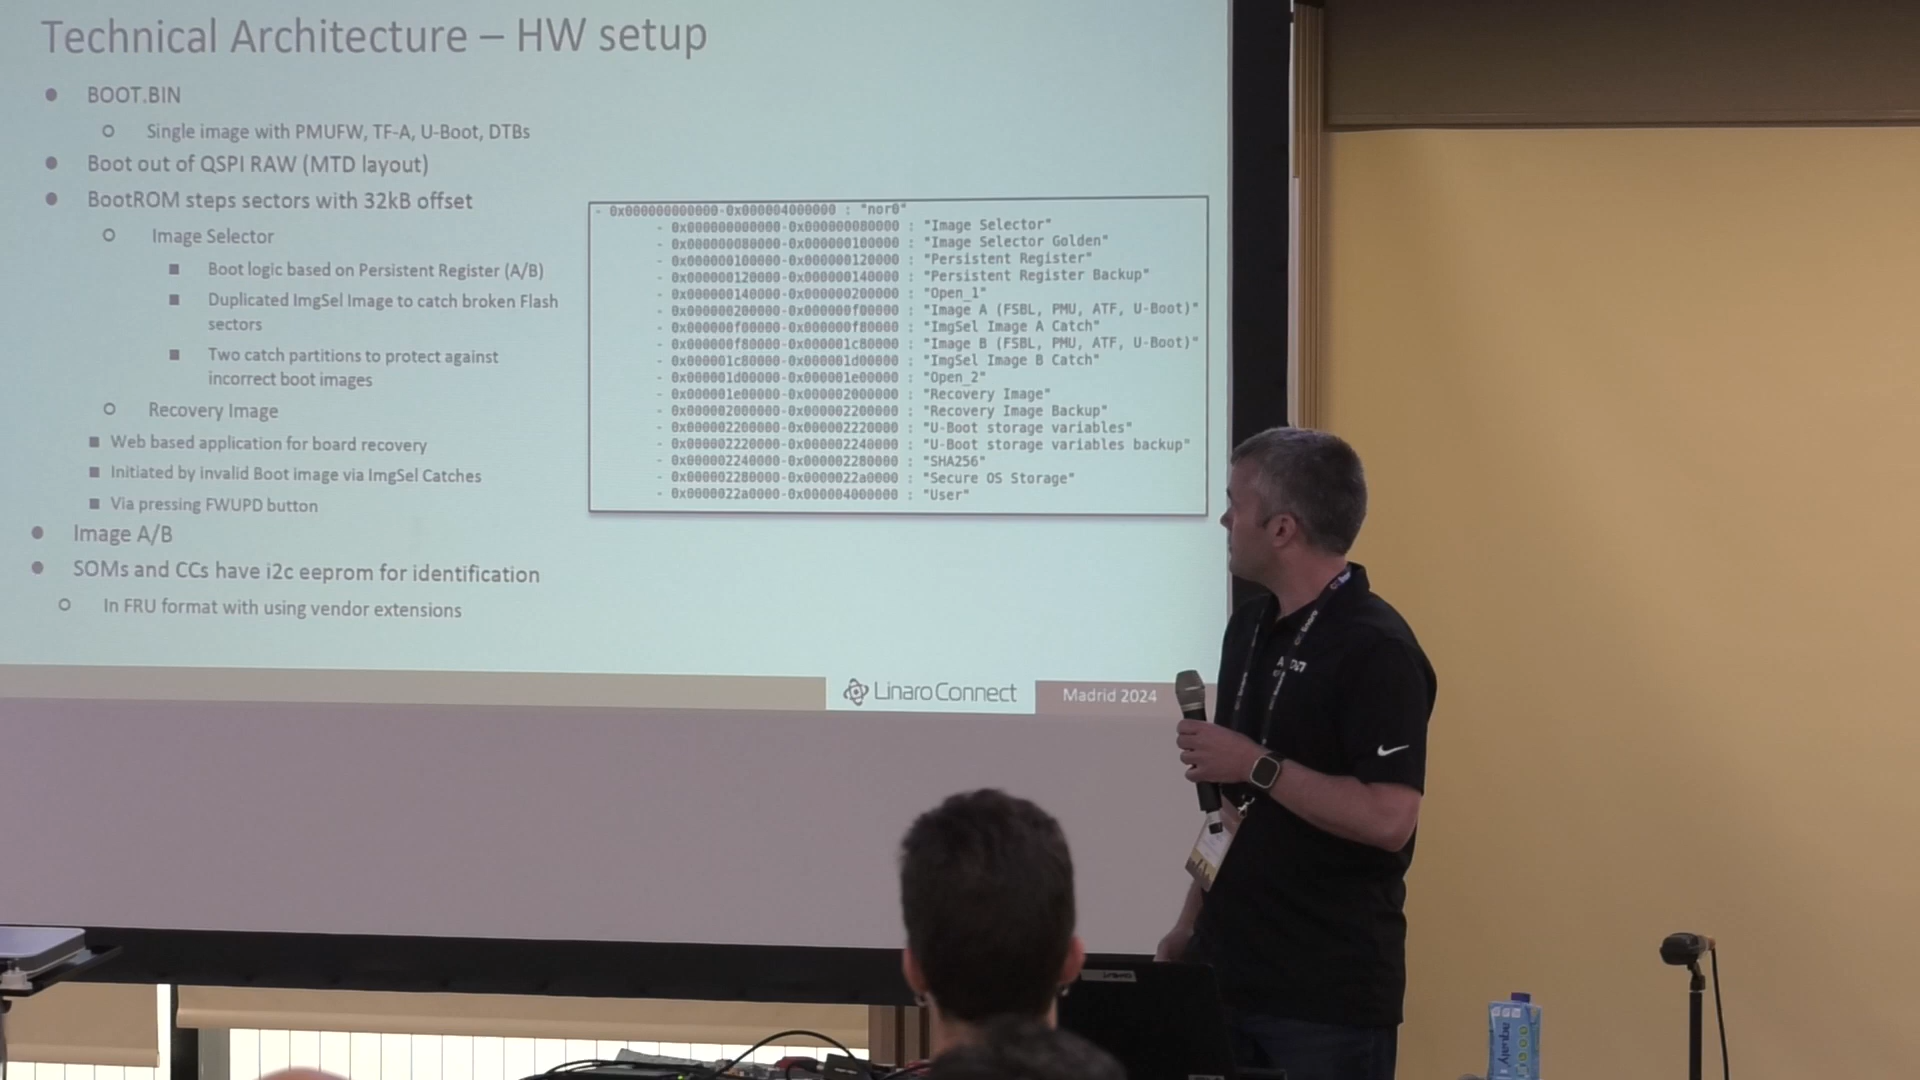 Technical Architecture – HW setup
● BOOT.BIN
○ Single image with PMUFW, TF-A, U-Boot, DTBs
● Boot out of QSPI RAW (MTD layout)
● BootROM steps sectors with 32kB offset
○ Image Selector
■ Boot logic based on Persistent Register (A/B)
■ Duplicated ImgSel Image to catch broken Flash
sectors
■ Two catch partitions to protect against
incorrect boot images
○ Recovery Image
■ Web based application for board recovery
■ Initiated by invalid Boot image via ImgSel Catches
■ Via pressing FWUPD button
● Image A/B
● SOMs and CCs have i2c eeprom for identification
○ In FRU format with using vendor extensions
- 0x000000000000-0x000004000000 : "nor0"
- 0x000000000000-0x000000080000 : "Image Selector"
- 0x000000080000-0x000000100000 : "Image Selector Golden"
- 0x000000100000-0x000000120000 : "Persistent Register"
- 0x000000120000-0x000000140000 : "Persistent Register Backup"
- 0x000000140000-0x000000200000 : "Open_1"
- 0x000000200000-0x000000f00000 : "Image A (FSBL, PMU, ATF, U-Boot)"
- 0x000000f00000-0x000000f80000 : "ImgSel Image A Catch"
- 0x000000f80000-0x000001c80000 : "Image B (FSBL, PMU, ATF, U-Boot)"
- 0x000001c80000-0x000001d00000 : "ImgSel Image B Catch"
- 0x000001d00000-0x000001e00000 : "Open_2"
- 0x000001e00000-0x000002000000 : "Recovery Image"
- 0x000002000000-0x000002200000 : "Recovery Image Backup"
- 0x000002200000-0x000002220000 : "U-Boot storage variables"
- 0x000002220000-0x000002240000 : "U-Boot storage variables backup"
- 0x000002240000-0x000002280000 : "SHA256"
- 0x000002280000-0x0000022a0000 : "Secure OS Storage"
- 0x0000022a0000-0x000004000000 : "User"
Linaro Connect
Madrid 2024